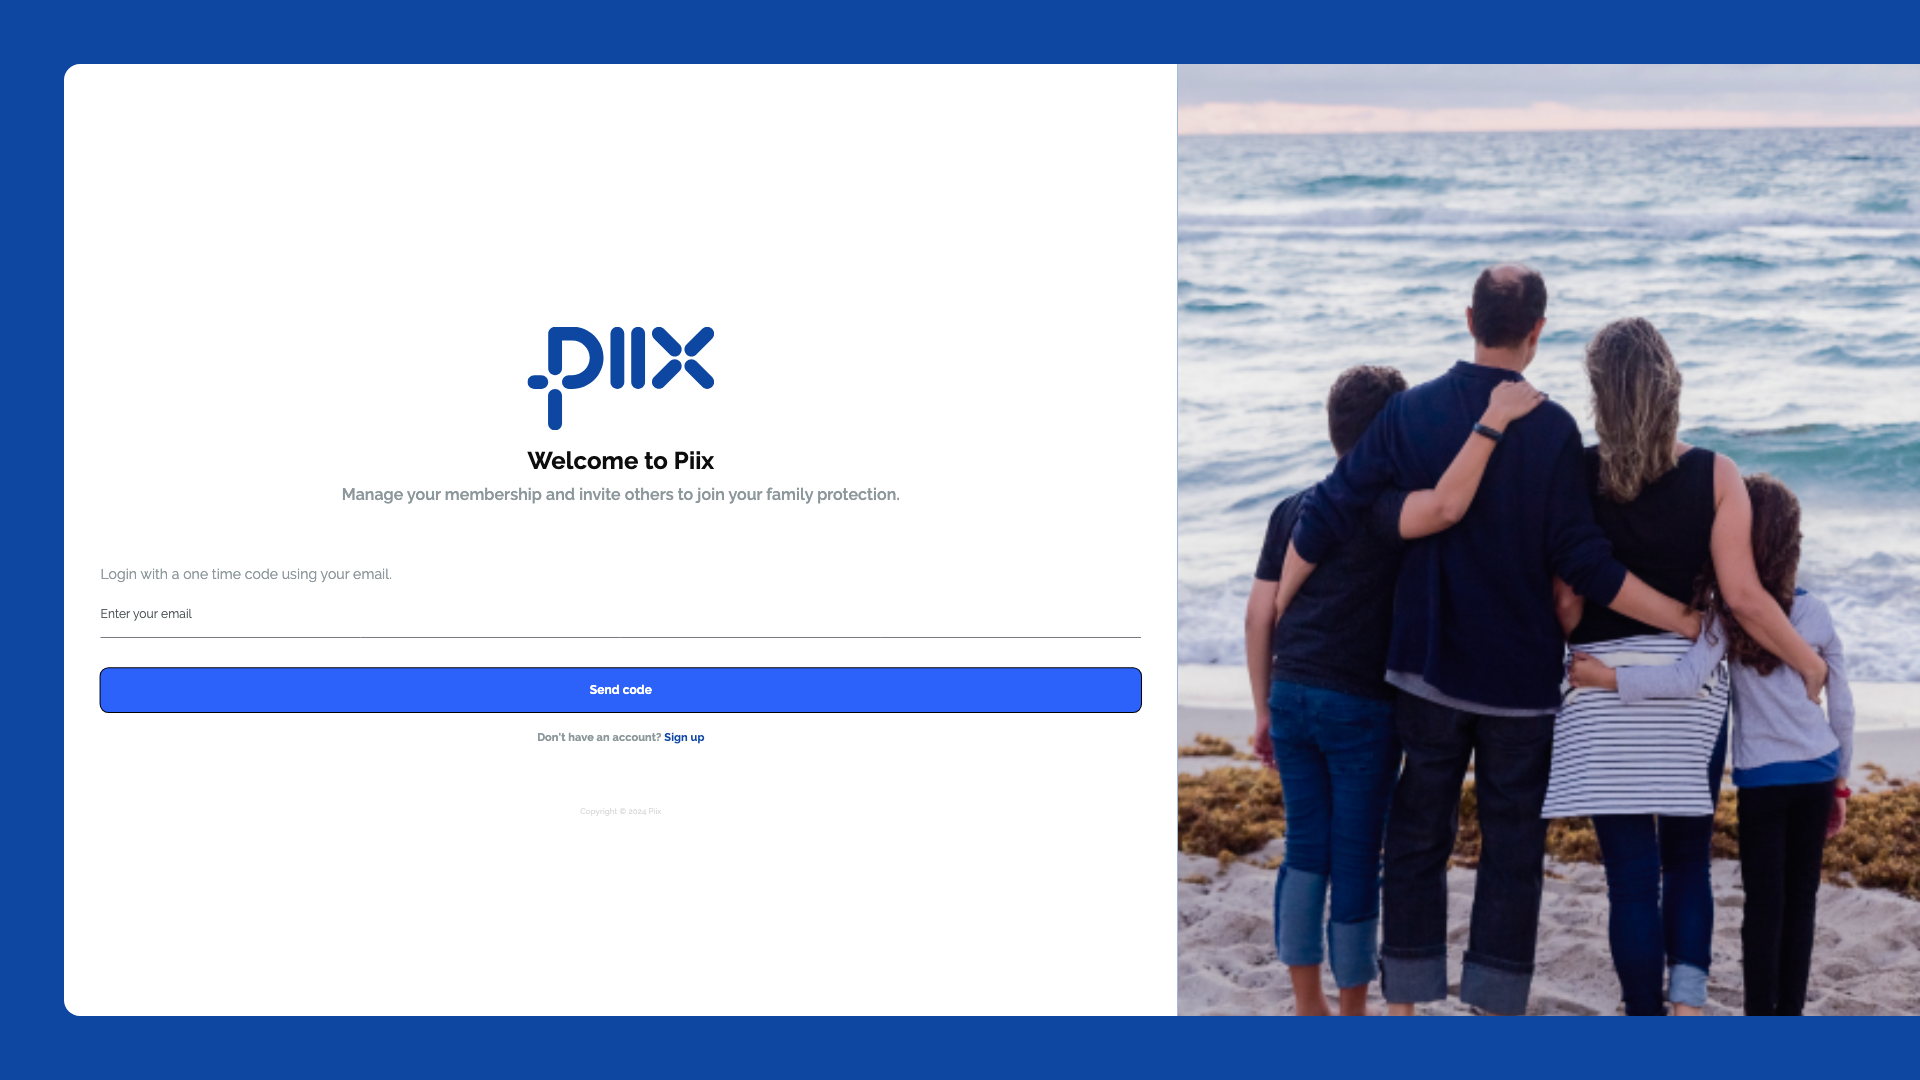 piix
Welcome to Piix
Manage your membership and invite others to join your family protection.
Login with a one time code using your email.
Enter your email
Send code
Don't have an account? Sign up
Copyright © 2024 Piix